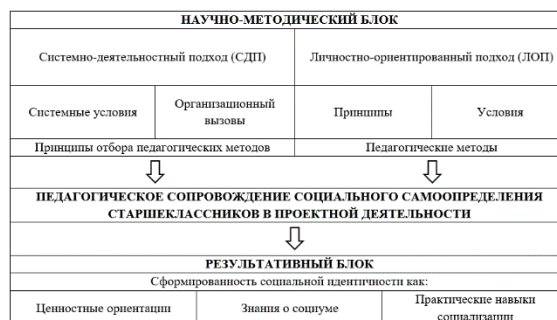 НАУЧНО-МЕТОДИЧЕСКИЙ БЛОК
Системно-деятельностный подход (СДП) Личностно-ориентированный подход (ЛОП)
Системные условия Организационный вызовы Принципы Условия
Принципы отбора педагогических методов Педагогические методы
ПЕДАГОГИЧЕСКОЕ СОПРОВОЖДЕНИЕ СОЦИАЛЬНОГО САМООПРЕДЕЛЕНИЯ
СТАРШЕКЛАССНИКОВ В ПРОЕКТНОЙ ДЕЯТЕЛЬНОСТИ
РЕЗУЛЬТАТИВНЫЙ БЛОК
Сформированность социальной идентичности как:
Ценностные ориентации Знания о социуме Практические навыки социализации